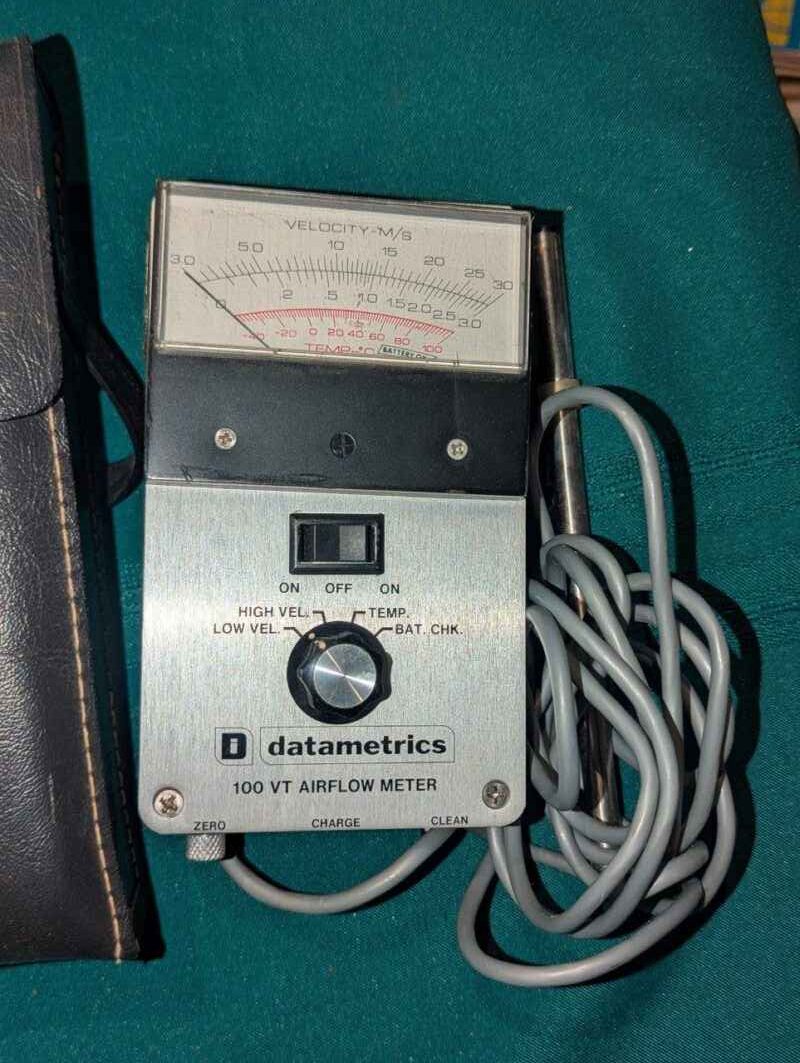 VELOCITY-M/S
3.0 5.0 10 15 20 25 30
0 .2 .5 1.0 1.5 2.0 2.5 3.0
-40 -20 0 20 40 60 80 100
TEMP-°C
ON OFF ON
HIGH VEL. TEMP.
LOW VEL. BAT. CHK.
D datametrics
100 VT AIRFLOW METER
ZERO CHARGE CLEAN